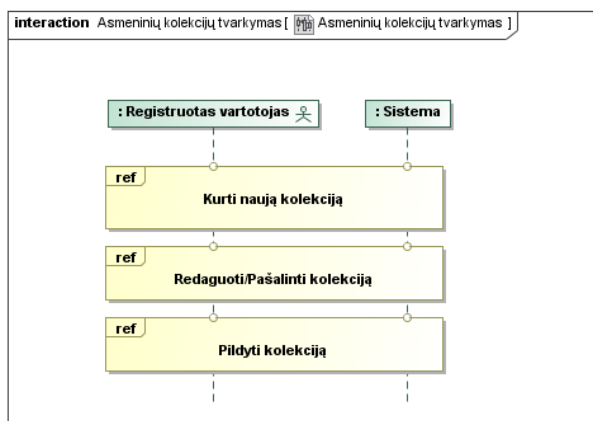 interaction Asmeninių kolekcijų tvarkymas [ Asmeninių kolekcijų tvarkymas ]
: Registruotas vartotojas
: Sistema
ref
Kurti naują kolekciją
ref
Redaguoti/Pašalinti kolekciją
ref
Pildyti kolekciją